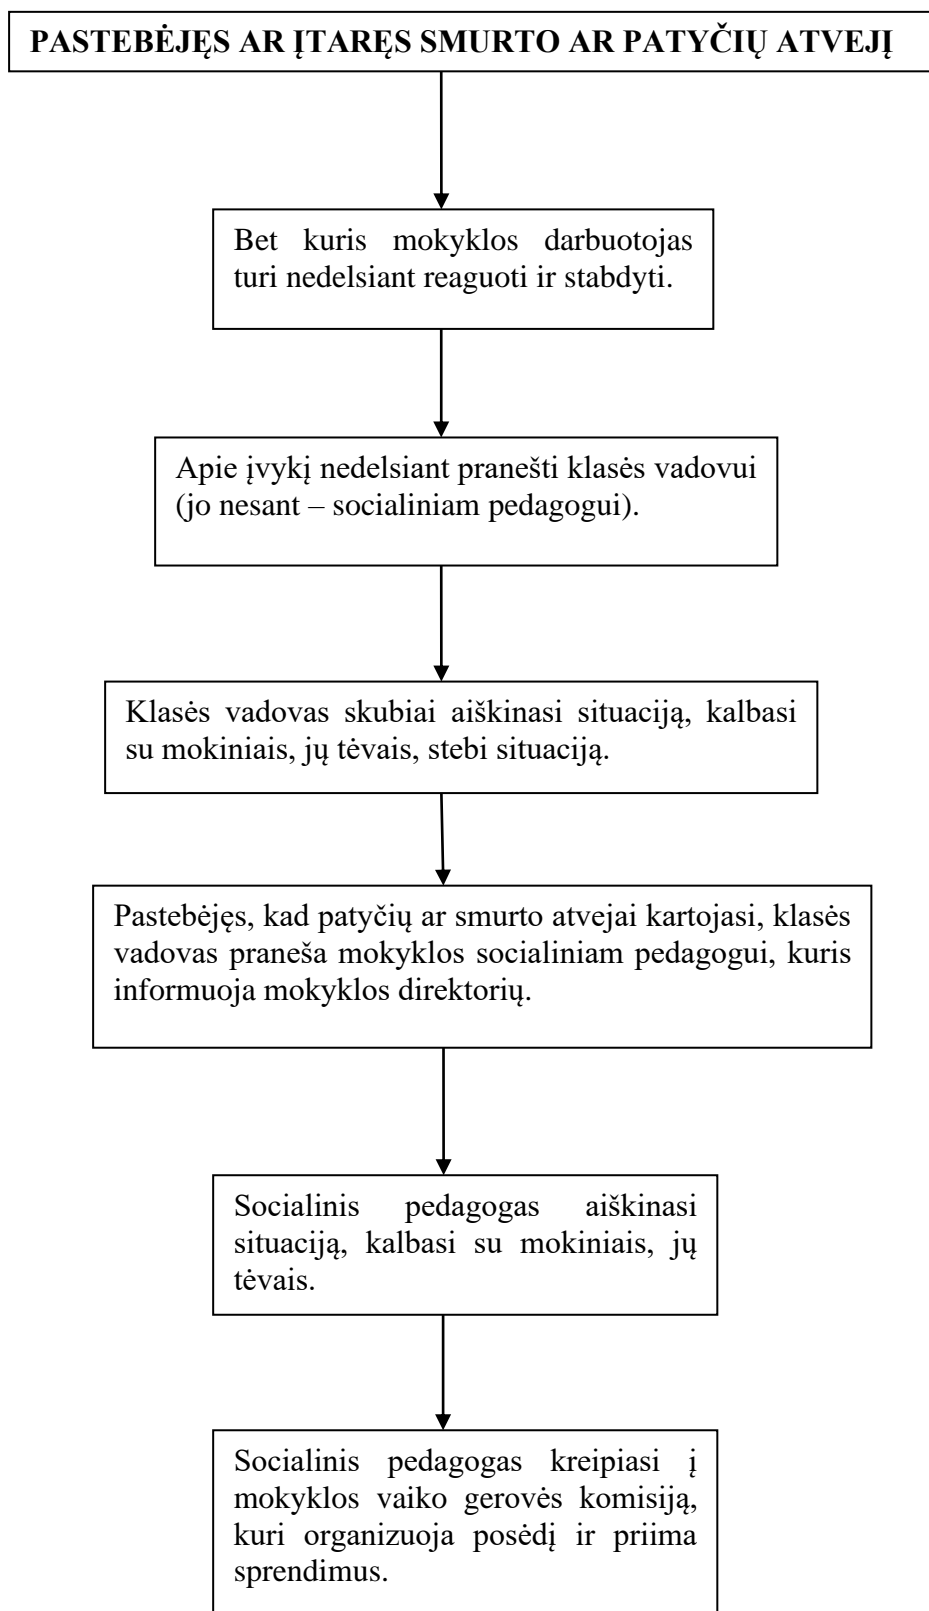 PASTEBĖJĘS AR ĮTARĘS SMURTO AR PATYČIŲ ATVEJĮ
Bet kuris mokyklos darbuotojas
turi nedelsiant reaguoti ir stabdyti.
Apie įvykį nedelsiant pranešti klasės vadovui
(jo nesant – socialiniam pedagogui).
Klasės vadovas skubiai aiškinasi situaciją, kalbasi
su mokiniais, jų tėvais, stebi situaciją.
Pastebėjęs, kad patyčių ar smurto atvejai kartojasi, klasės
vadovas praneša mokyklos socialiniam pedagogui, kuris
informuoja mokyklos direktorių.
Socialinis pedagogas aiškinasi
situaciją, kalbasi su mokiniais, jų
tėvais.
Socialinis pedagogas kreipiasi į
mokyklos vaiko gerovės komisiją,
kuri organizuoja posėdį ir priima
sprendimus.